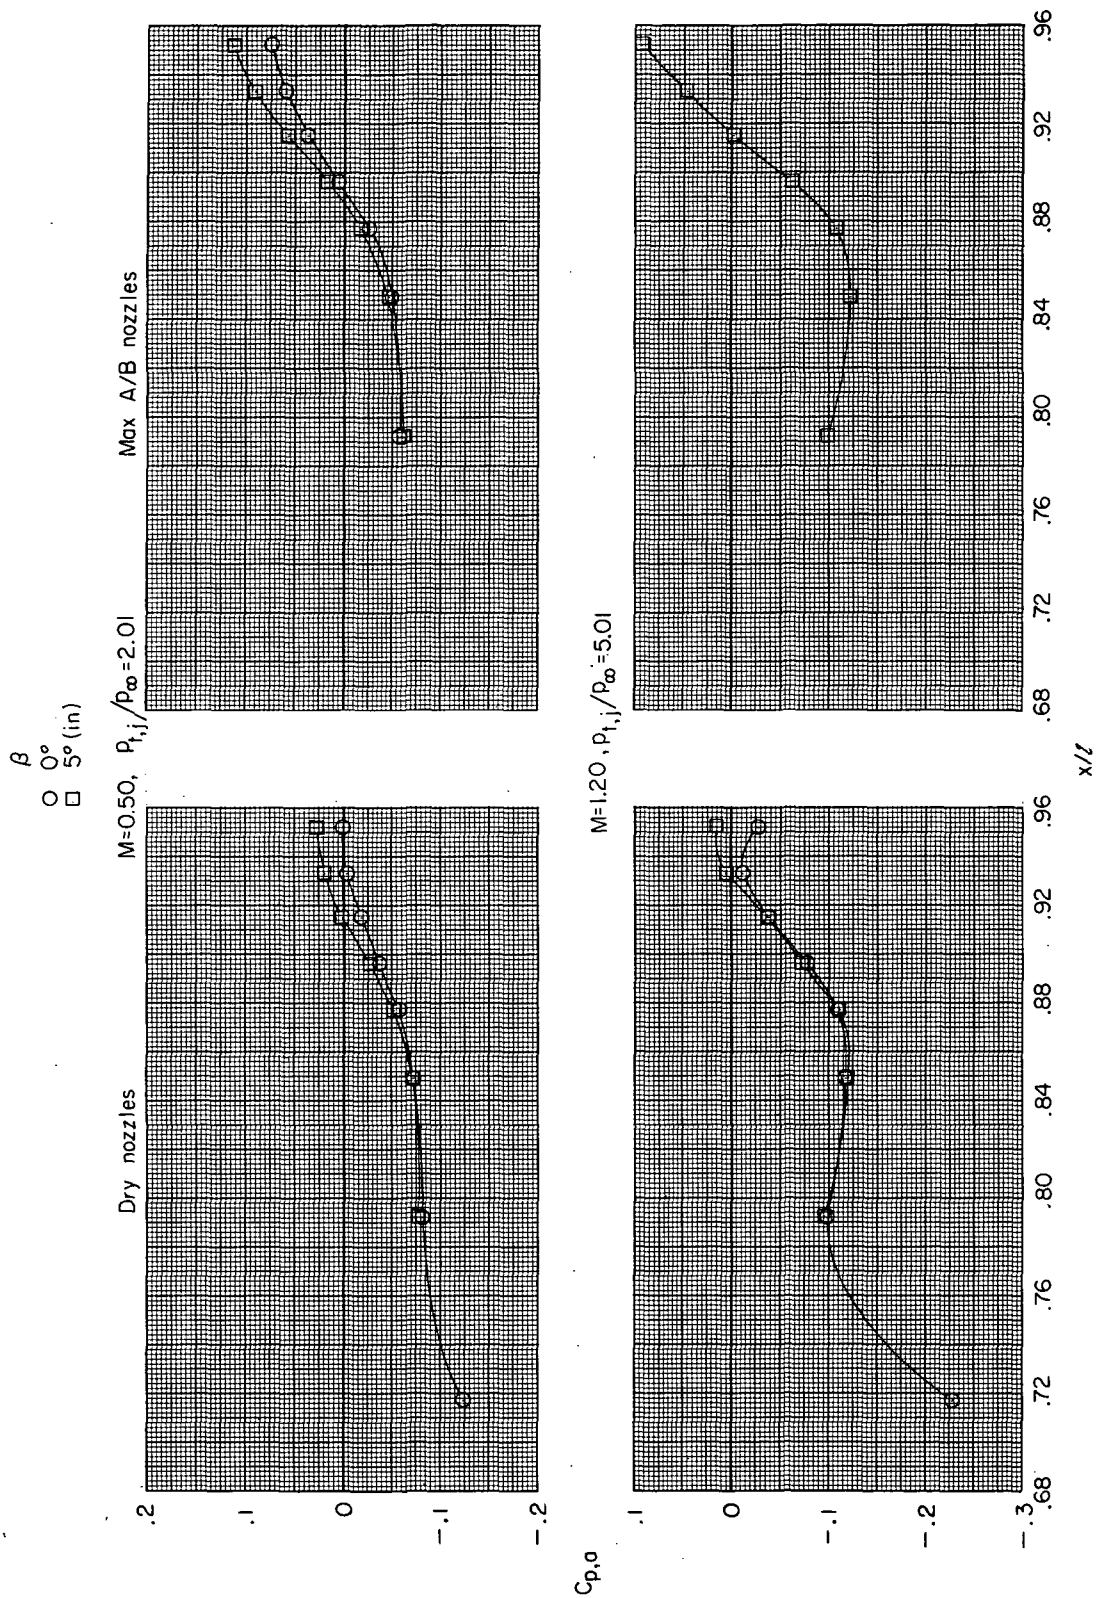 β
○ 0°
□ 5° (in)
Dry nozzles
Max A/B nozzles
M=0.50, p_t,j/p_∞=2.01
.2
.1
0
-.1
-.2
M=1.20, p_t,j/p_∞=5.01
C_p,a
.1
0
-.1
-.2
-.3
.68 .72 .76 .80 .84 .88 .92 .96
.68 .72 .76 .80 .84 .88 .92 .96
x/l